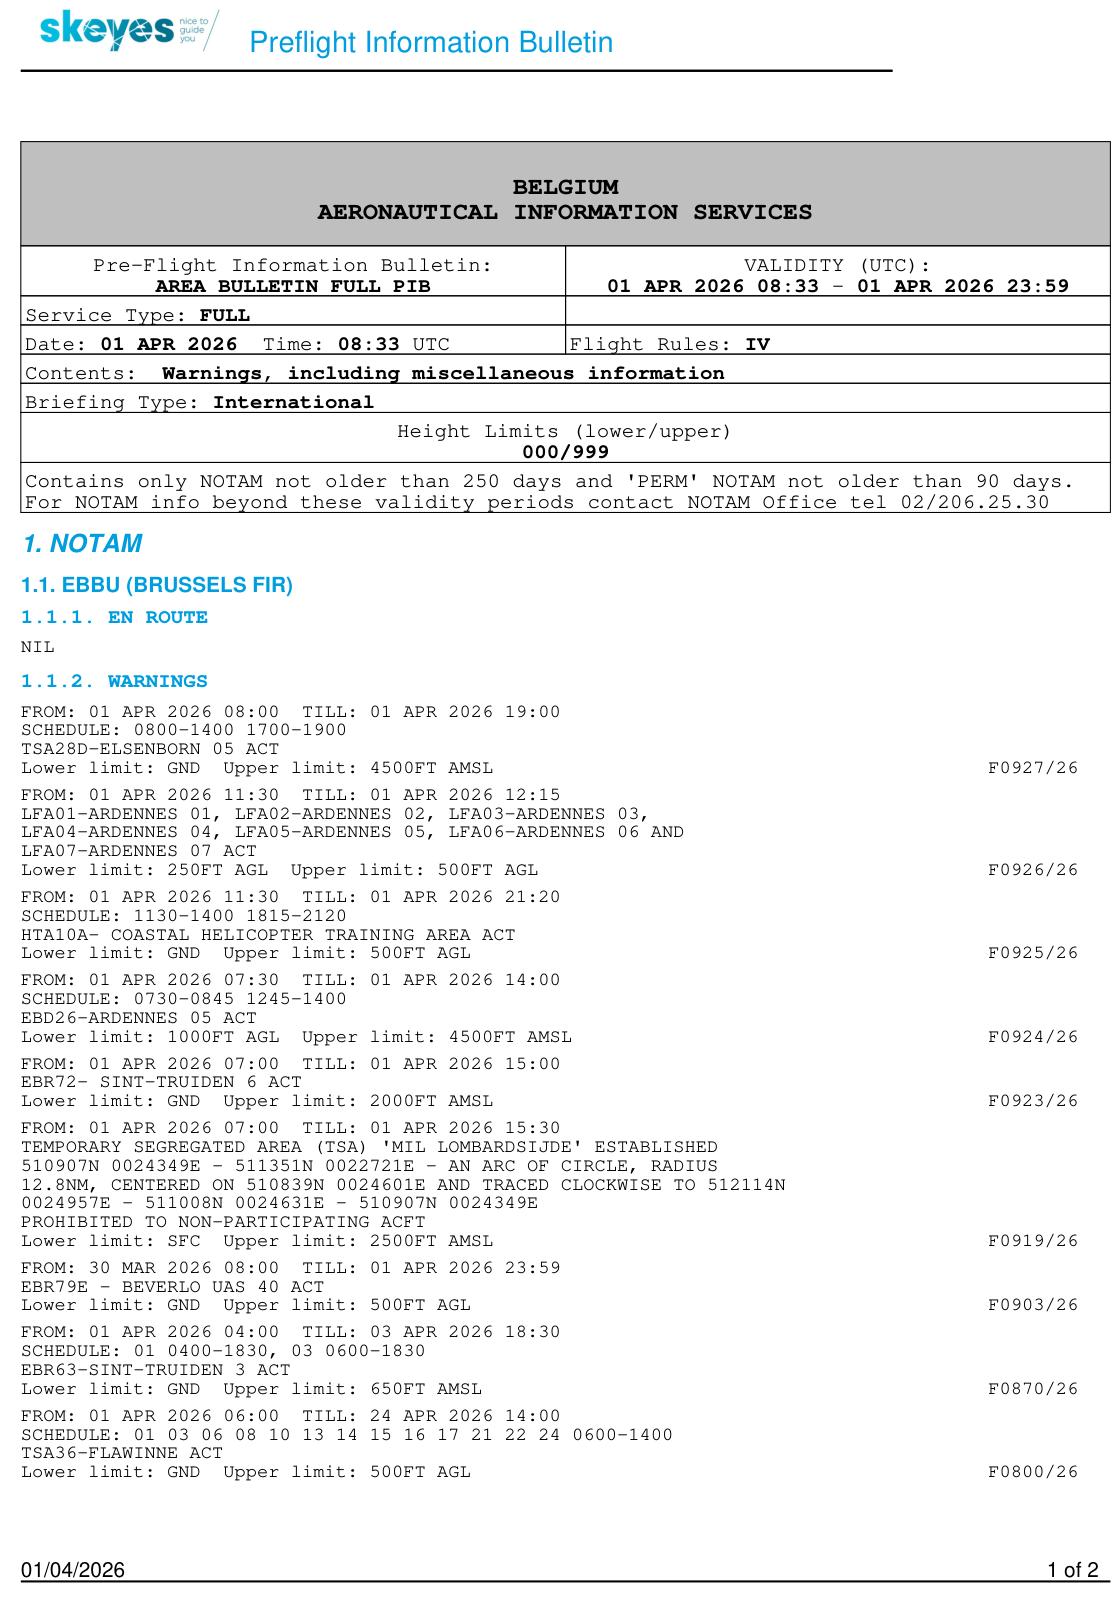 skeyes nice to guide you
Preflight Information Bulletin
BELGIUM
AERONAUTICAL INFORMATION SERVICES
Pre-Flight Information Bulletin:
AREA BULLETIN FULL PIB
VALIDITY (UTC):
01 APR 2026 08:33 - 01 APR 2026 23:59
Service Type: FULL
Date: 01 APR 2026 Time: 08:33 UTC
Flight Rules: IV
Contents: Warnings, including miscellaneous information
Briefing Type: International
Height Limits (lower/upper)
000/999
Contains only NOTAM not older than 250 days and 'PERM' NOTAM not older than 90 days.
For NOTAM info beyond these validity periods contact NOTAM Office tel 02/206.25.30
1. NOTAM
1.1. EBBU (BRUSSELS FIR)
1.1.1. EN ROUTE
NIL
1.1.2. WARNINGS
FROM: 01 APR 2026 08:00 TILL: 01 APR 2026 19:00
SCHEDULE: 0800-1400 1700-1900
TSA28D-ELSENBORN 05 ACT
Lower limit: GND Upper limit: 4500FT AMSL F0927/26
FROM: 01 APR 2026 11:30 TILL: 01 APR 2026 12:15
LFA01-ARDENNES 01, LFA02-ARDENNES 02, LFA03-ARDENNES 03,
LFA04-ARDENNES 04, LFA05-ARDENNES 05, LFA06-ARDENNES 06 AND
LFA07-ARDENNES 07 ACT
Lower limit: 250FT AGL Upper limit: 500FT AGL F0926/26
FROM: 01 APR 2026 11:30 TILL: 01 APR 2026 21:20
SCHEDULE: 1130-1400 1815-2120
HTA10A- COASTAL HELICOPTER TRAINING AREA ACT
Lower limit: GND Upper limit: 500FT AGL F0925/26
FROM: 01 APR 2026 07:30 TILL: 01 APR 2026 14:00
SCHEDULE: 0730-0845 1245-1400
EBD26-ARDENNES 05 ACT
Lower limit: 1000FT AGL Upper limit: 4500FT AMSL F0924/26
FROM: 01 APR 2026 07:00 TILL: 01 APR 2026 15:00
EBR72- SINT-TRUIDEN 6 ACT
Lower limit: GND Upper limit: 2000FT AMSL F0923/26
FROM: 01 APR 2026 07:00 TILL: 01 APR 2026 15:30
TEMPORARY SEGREGATED AREA (TSA) 'MIL LOMBARDSIJDE' ESTABLISHED
510907N 0024349E - 511351N 0022721E - AN ARC OF CIRCLE, RADIUS
12.8NM, CENTERED ON 510839N 0024601E AND TRACED CLOCKWISE TO 512114N
0024957E - 511008N 0024631E - 510907N 0024349E
PROHIBITED TO NON-PARTICIPATING ACFT
Lower limit: SFC Upper limit: 2500FT AMSL F0919/26
FROM: 30 MAR 2026 08:00 TILL: 01 APR 2026 23:59
EBR79E - BEVERLO UAS 40 ACT
Lower limit: GND Upper limit: 500FT AGL F0903/26
FROM: 01 APR 2026 04:00 TILL: 03 APR 2026 18:30
SCHEDULE: 01 0400-1830, 03 0600-1830
EBR63-SINT-TRUIDEN 3 ACT
Lower limit: GND Upper limit: 650FT AMSL F0870/26
FROM: 01 APR 2026 06:00 TILL: 24 APR 2026 14:00
SCHEDULE: 01 03 06 08 10 13 14 15 16 17 21 22 24 0600-1400
TSA36-FLAWINNE ACT
Lower limit: GND Upper limit: 500FT AGL F0800/26
01/04/2026 1 of 2